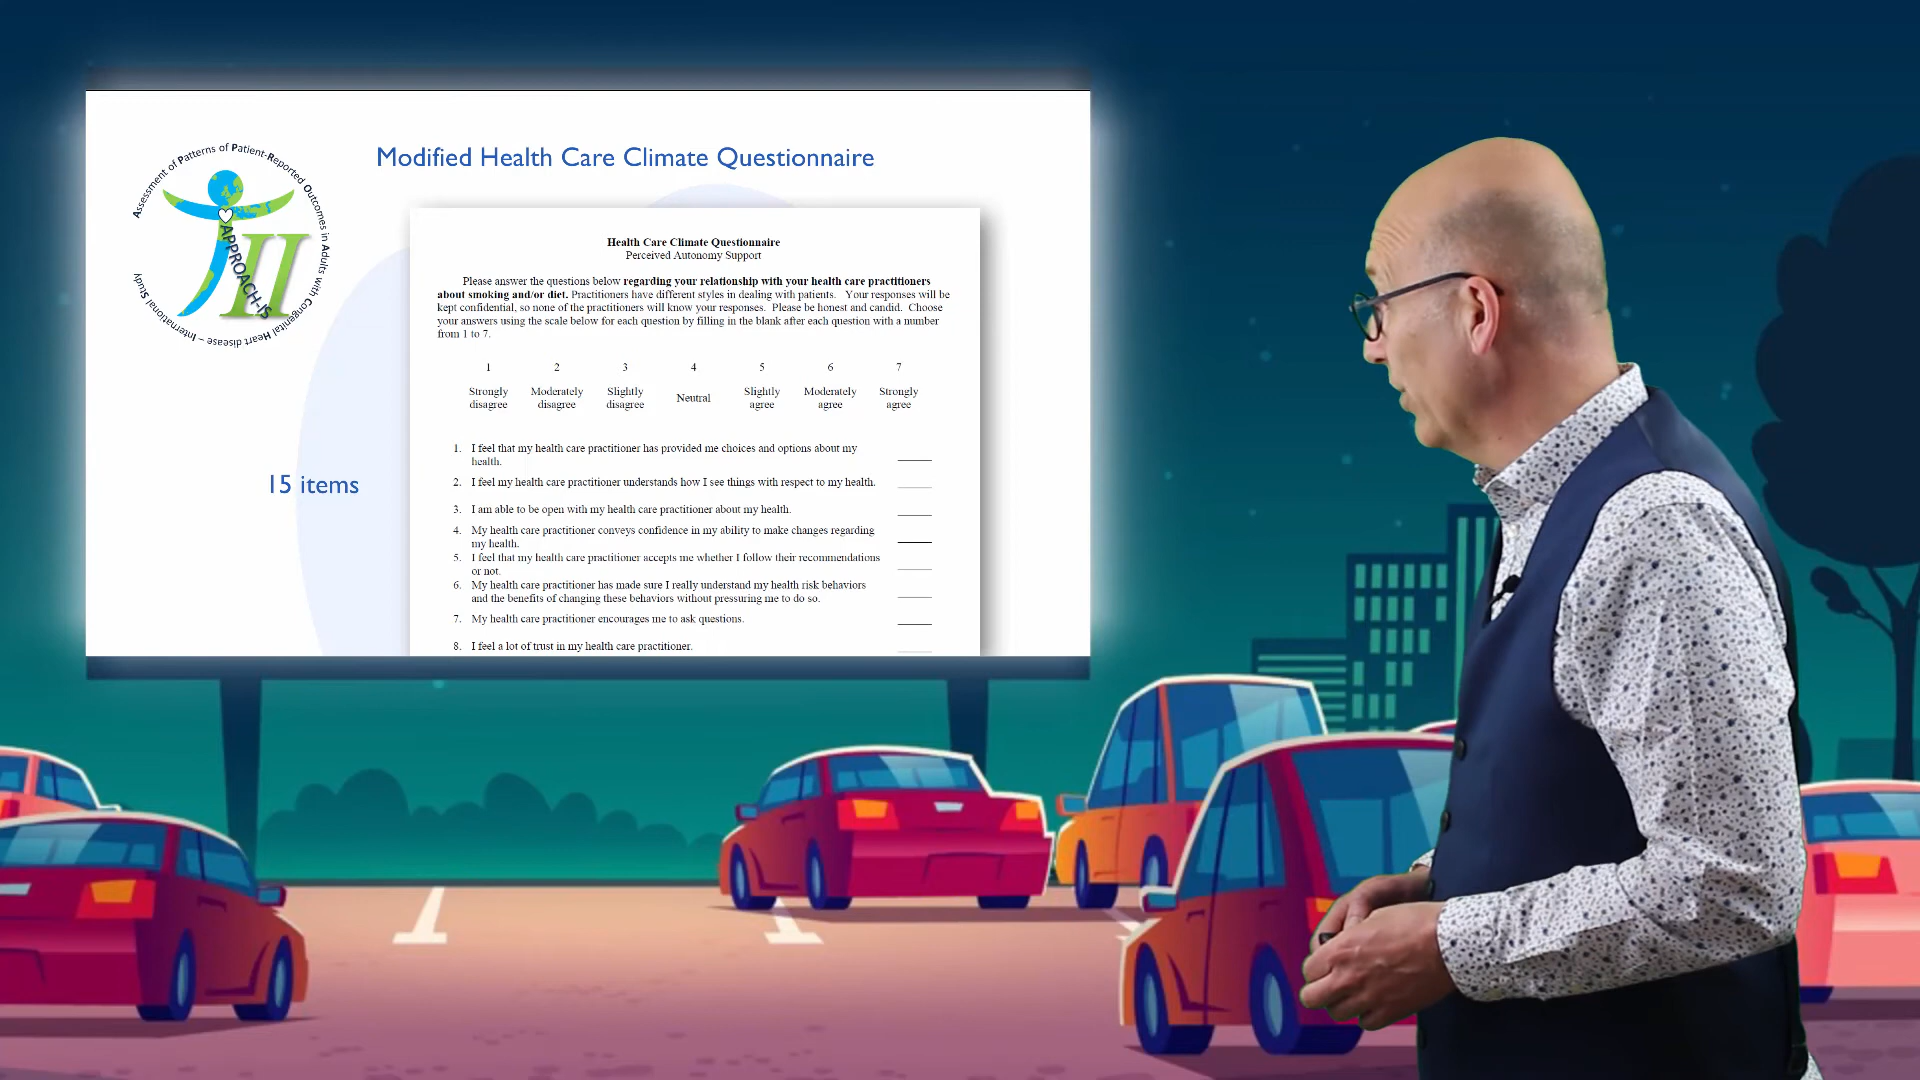 Assessment of Patterns of Patient-Reported Outcomes in Adults with Congenital Heart disease – International Study
APPROACH-IS
II
Modified Health Care Climate Questionnaire
15 items
Health Care Climate Questionnaire
Perceived Autonomy Support
Please answer the questions below regarding your relationship with your health care practitioners
about smoking and/or diet. Practitioners have different styles in dealing with patients. Your responses will be
kept confidential, so none of the practitioners will know your responses. Please be honest and candid. Choose
your answers using the scale below for each question by filling in the blank after each question with a number
from 1 to 7.
1 2 3 4 5 6 7
Strongly Moderately Slightly Neutral Slightly Moderately Strongly
disagree disagree disagree agree agree agree
1. I feel that my health care practitioner has provided me choices and options about my
health.
2. I feel my health care practitioner understands how I see things with respect to my health.
3. I am able to be open with my health care practitioner about my health.
4. My health care practitioner conveys confidence in my ability to make changes regarding
my health.
5. I feel that my health care practitioner accepts me whether I follow their recommendations
or not.
6. My health care practitioner has made sure I really understand my health risk behaviors
and the benefits of changing these behaviors without pressuring me to do so.
7. My health care practitioner encourages me to ask questions.
8. I feel a lot of trust in my health care practitioner.